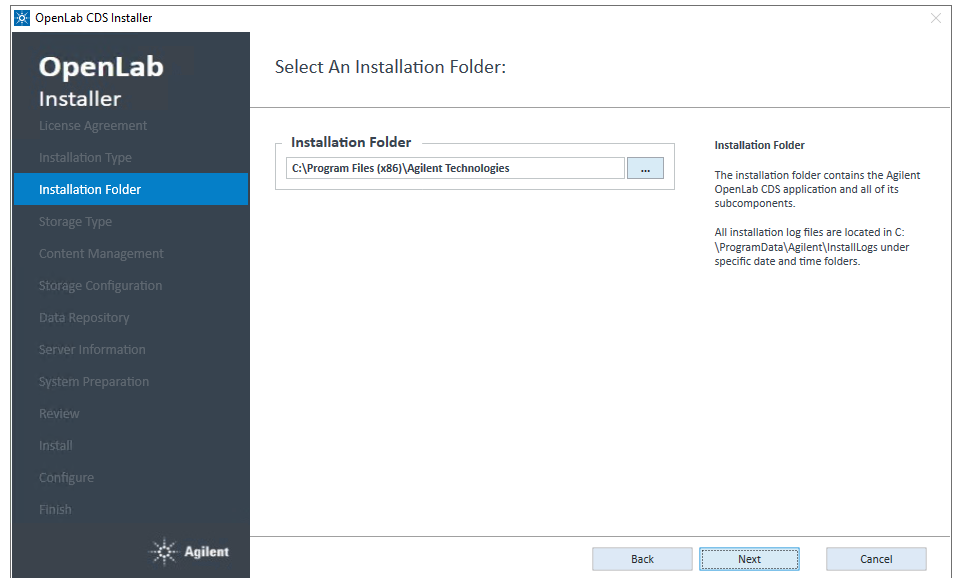 OpenLab CDS Installer
OpenLab
Installer
License Agreement
Installation Type
Installation Folder
Storage Type
Content Management
Storage Configuration
Data Repository
Server Information
System Preparation
Review
Install
Configure
Finish
Agilent
Select An Installation Folder:
Installation Folder
C:\Program Files (x86)\Agilent Technologies
...
Installation Folder
The installation folder contains the Agilent
OpenLab CDS application and all of its
subcomponents.
All installation log files are located in C:
\ProgramData\Agilent\InstallLogs under
specific date and time folders.
Back
Next
Cancel